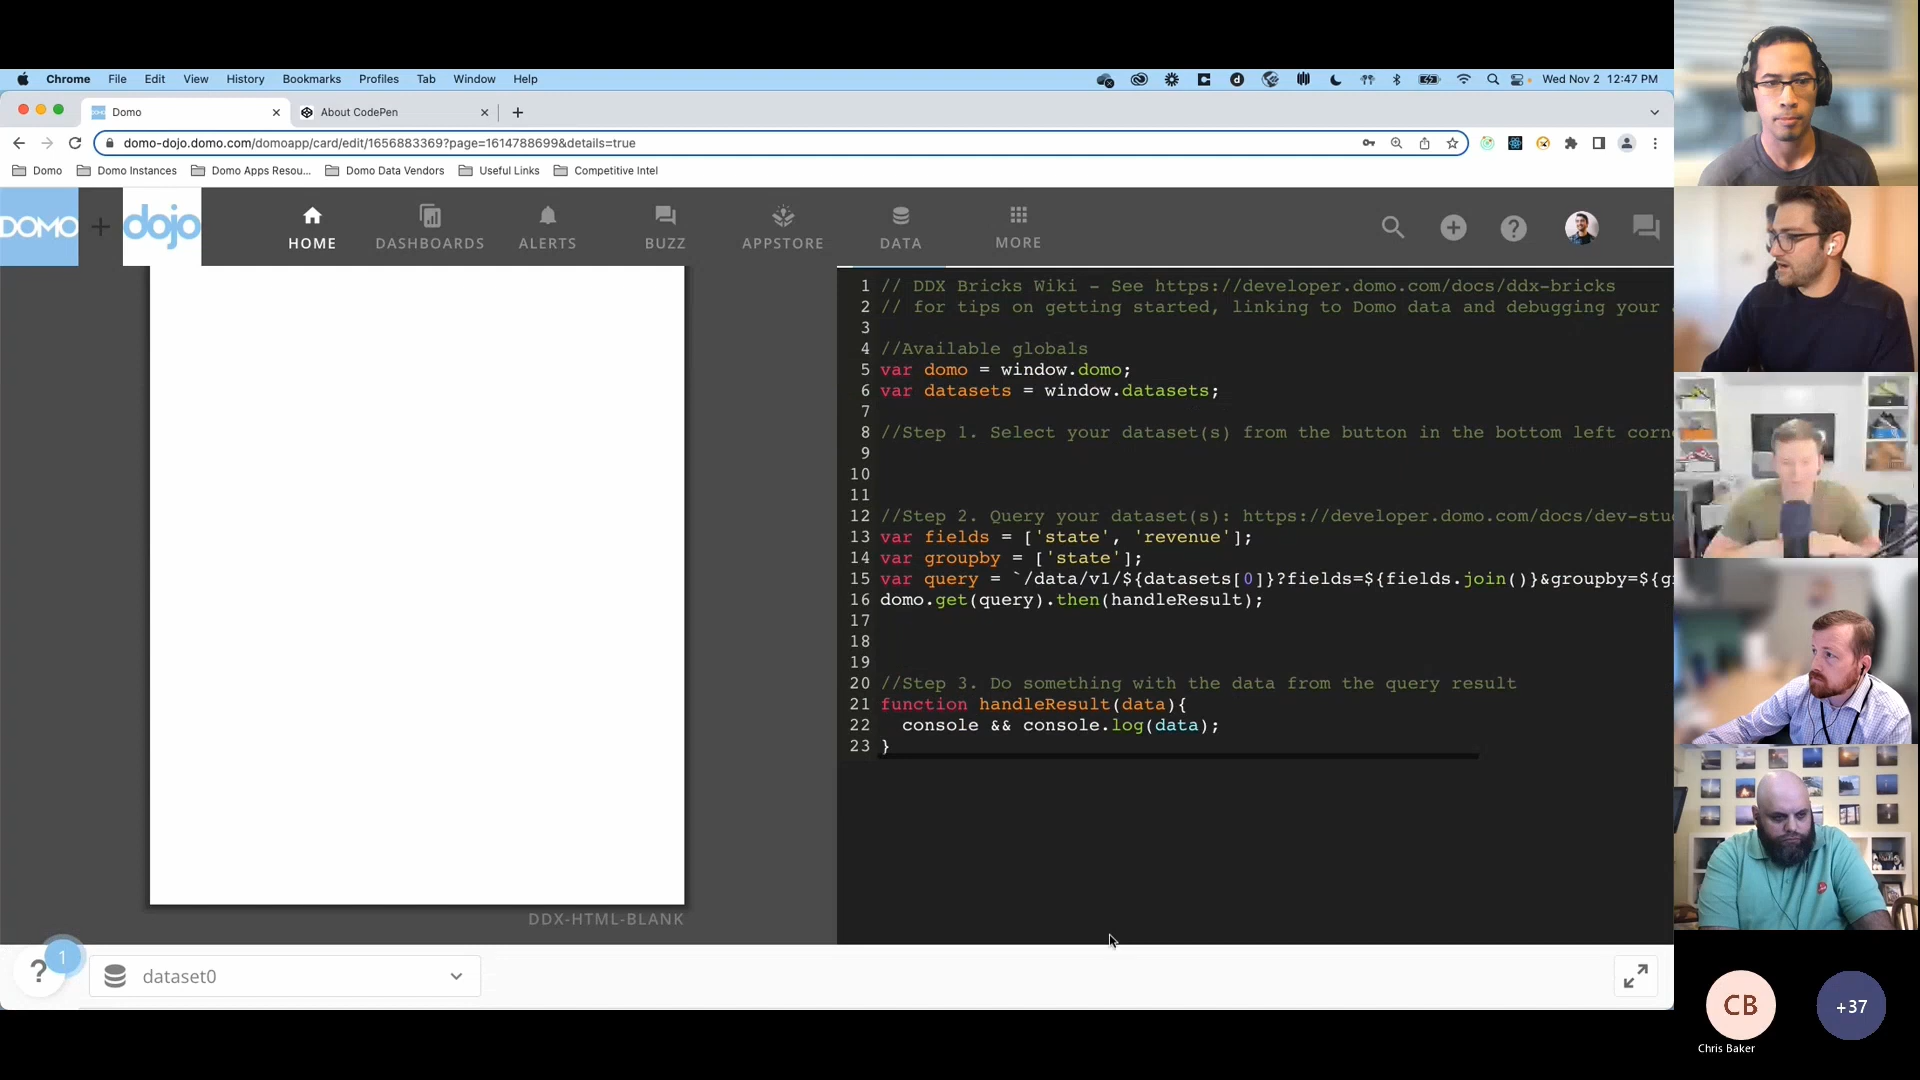 Chrome File Edit View History Bookmarks Profiles Tab Window Help Wed Nov 2 12:47 PM
Domo About CodePen
domo-dojo.domo.com/domoapp/card/edit/1656883369?page=1614788699&details=true
Domo Domo Instances Domo Apps Resou... Domo Data Vendors Useful Links Competitive Intel
DOMO + dojo
HOME DASHBOARDS ALERTS BUZZ APPSTORE DATA MORE
1 // DDX Bricks Wiki - See https://developer.domo.com/docs/ddx-bricks
2 // for tips on getting started, linking to Domo data and debugging your
3
4 //Available globals
5 var domo = window.domo;
6 var datasets = window.datasets;
7
8 //Step 1. Select your dataset(s) from the button in the bottom left corn
9
10
11
12 //Step 2. Query your dataset(s): https://developer.domo.com/docs/dev-stu
13 var fields = ['state', 'revenue'];
14 var groupby = ['state'];
15 var query = `/data/v1/${datasets[0]}?fields=${fields.join()}&groupby=${g
16 domo.get(query).then(handleResult);
17
18
19
20 //Step 3. Do something with the data from the query result
21 function handleResult(data){
22 console && console.log(data);
23 }
DDX-HTML-BLANK
? 1
dataset0
CB
+37
Chris Baker